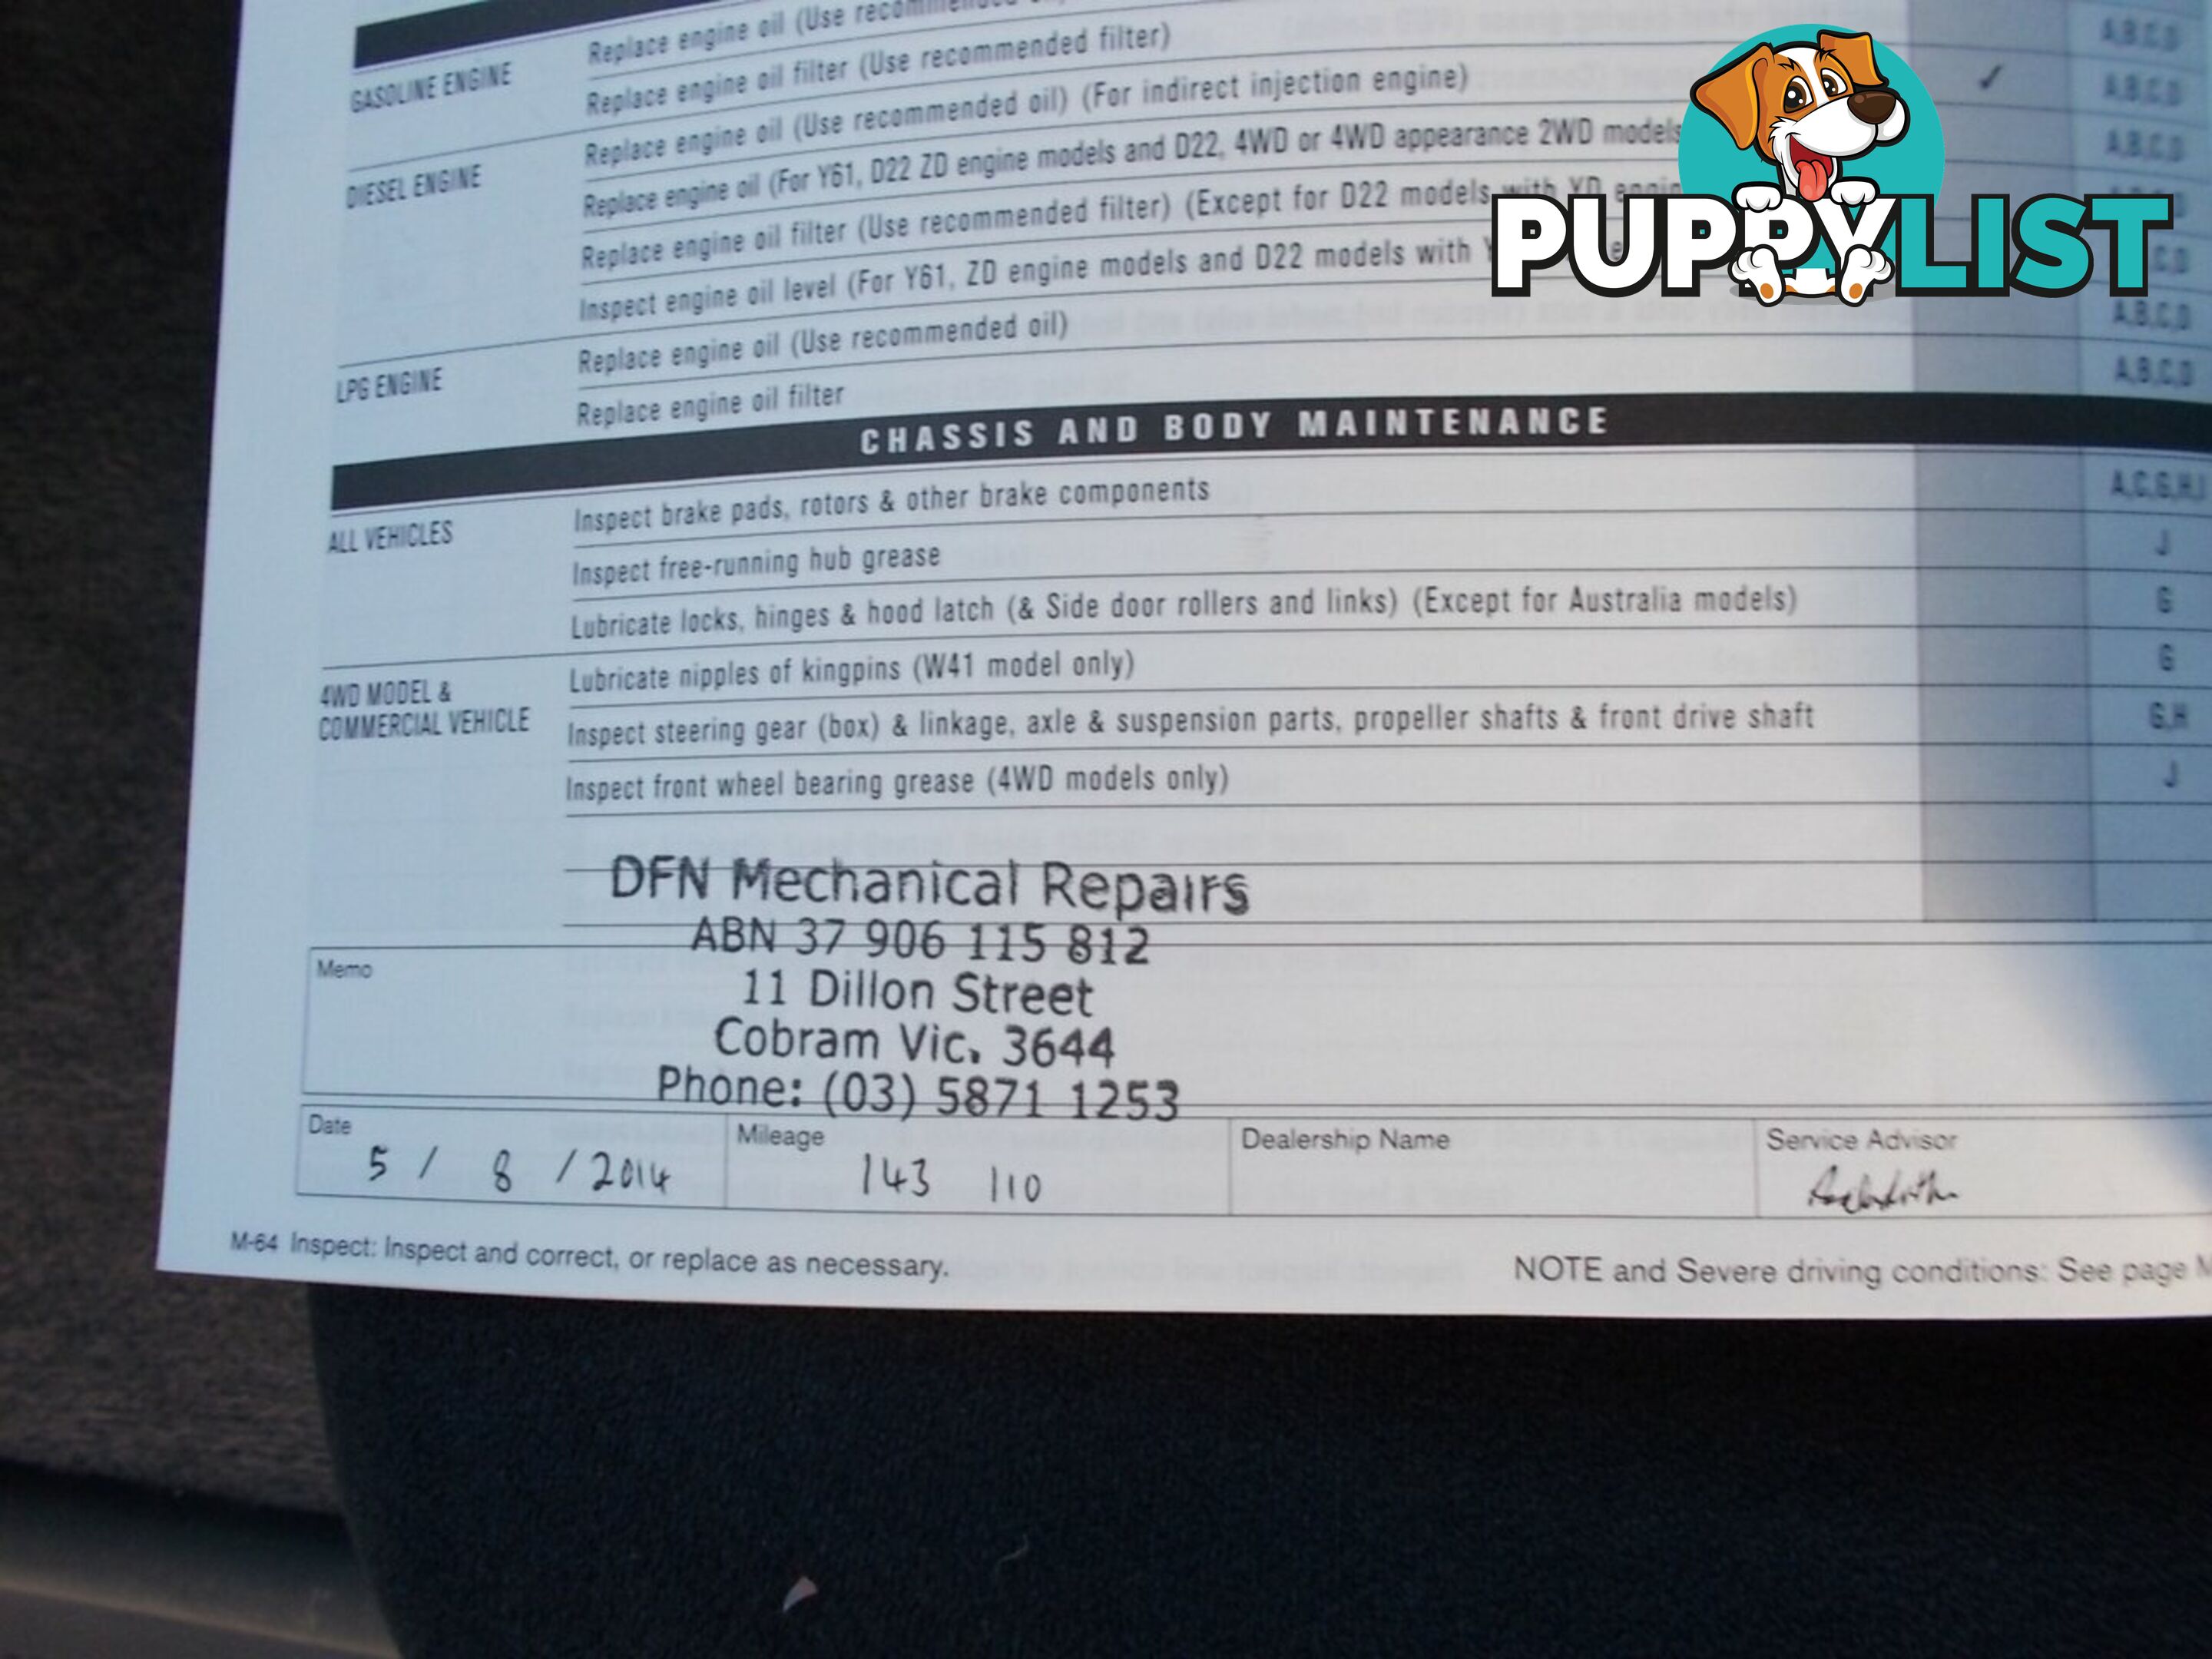 Replace engine oil (Use
GASOLINE ENGINE Replace engine oil filter (Use recommended filter) A,B,C,D
Replace engine oil (Use recommended oil) (For indirect injection engine) ✓ A,B,C,D
DIESEL ENGINE Replace engine oil (For Y61, D22 ZD engine models and D22, 4WD or 4WD appearance 2WD models A,B,C,D
Replace engine oil filter (Use recommended filter) (Except for D22 models with YD
Inspect engine oil level (For Y61, ZD engine models and D22 models with
LPG ENGINE Replace engine oil (Use recommended oil) A,B,C,D
Replace engine oil filter A,B,C,D
PUPPYLIST
CHASSIS AND BODY MAINTENANCE
ALL VEHICLES Inspect brake pads, rotors & other brake components A,C,G,H,I
Inspect free-running hub grease J
Lubricate locks, hinges & hood latch (& Side door rollers and links) (Except for Australia models) G
4WD MODEL & Lubricate nipples of kingpins (W41 model only) G
COMMERCIAL VEHICLE Inspect steering gear (box) & linkage, axle & suspension parts, propeller shafts & front drive shaft G,H
Inspect front wheel bearing grease (4WD models only) J
DFN Mechanical Repairs
ABN 37 906 115 812
Memo
11 Dillon Street
Cobram Vic. 3644
Phone: (03) 5871 1253
Date Mileage Dealership Name Service Advisor
5 / 8 / 2014 143 110
M-64 Inspect: Inspect and correct, or replace as necessary. NOTE and Severe driving conditions: See page